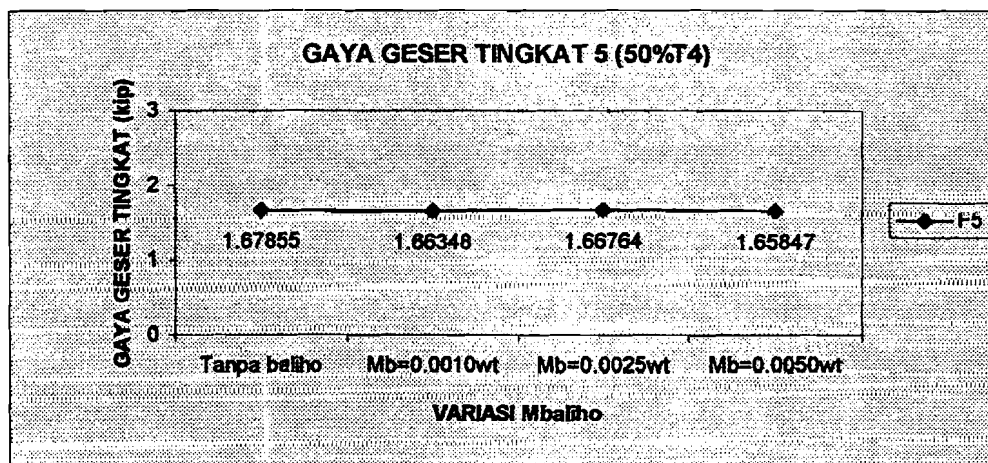 GAYA GESER TINGKAT 5 (50%T4)
GAYA GESER TINGKAT (kip)
3
2
1
0
1.67855 1.66348 1.66764 1.65847
F5
Tanpa baliho Mb=0.0010wt Mb=0.0025wt Mb=0.0050wt
VARIASI Mbaliho